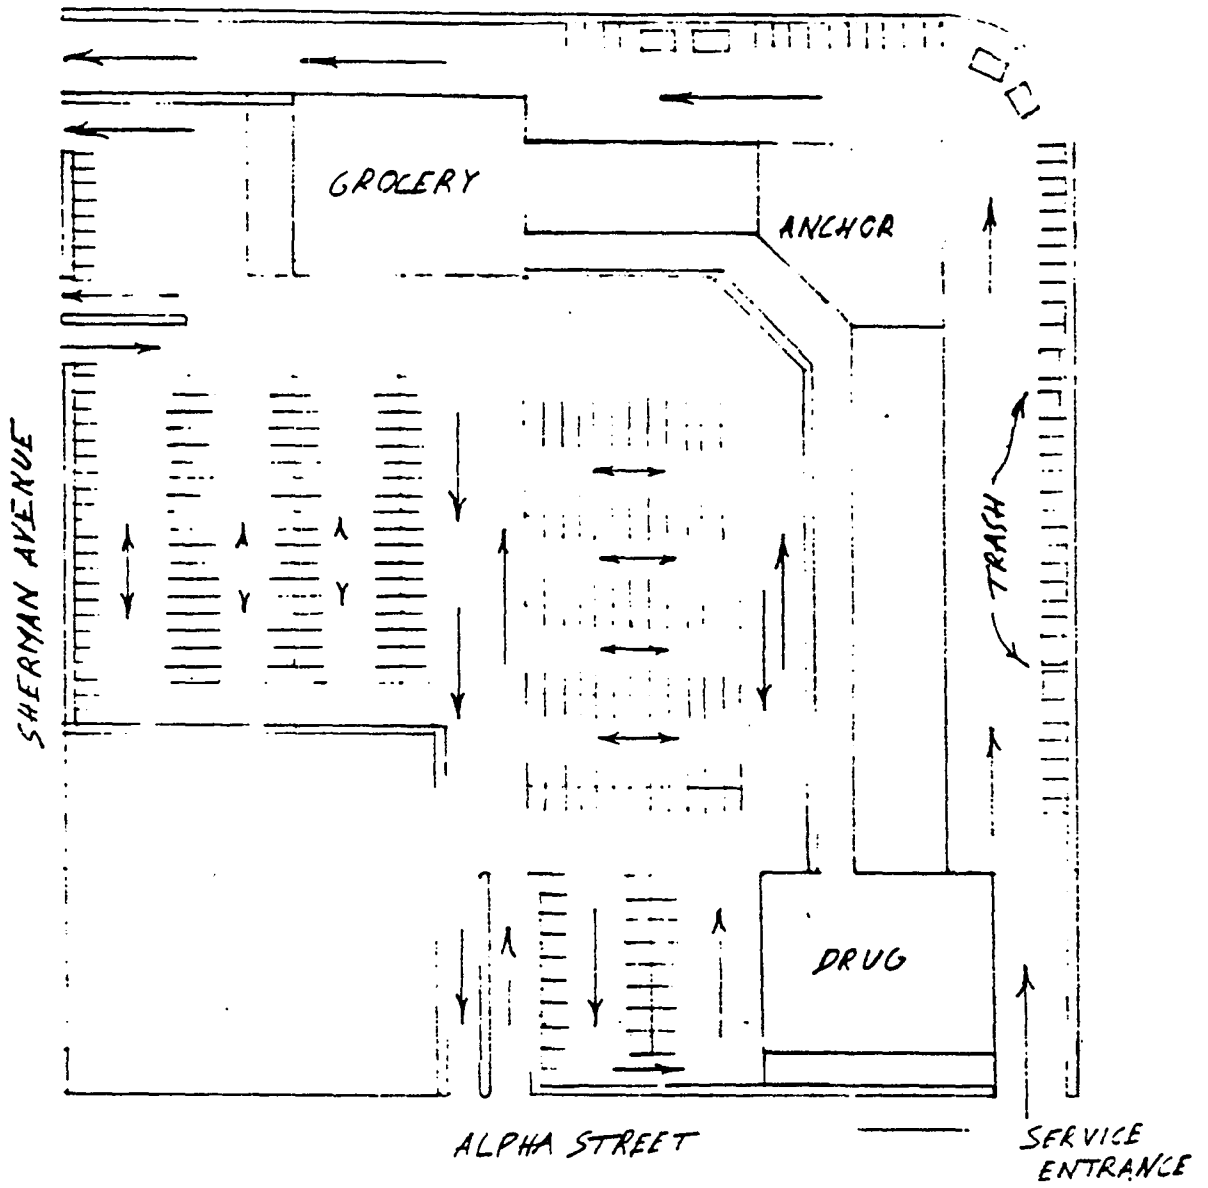 GROCERY
ANCHOR
SHERMAN AVENUE
TRASH
DRUG
ALPHA STREET
SERVICE
ENTRANCE